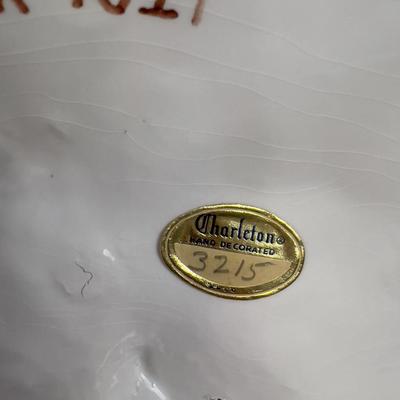 Charleton®
HAND DECORATED
3215